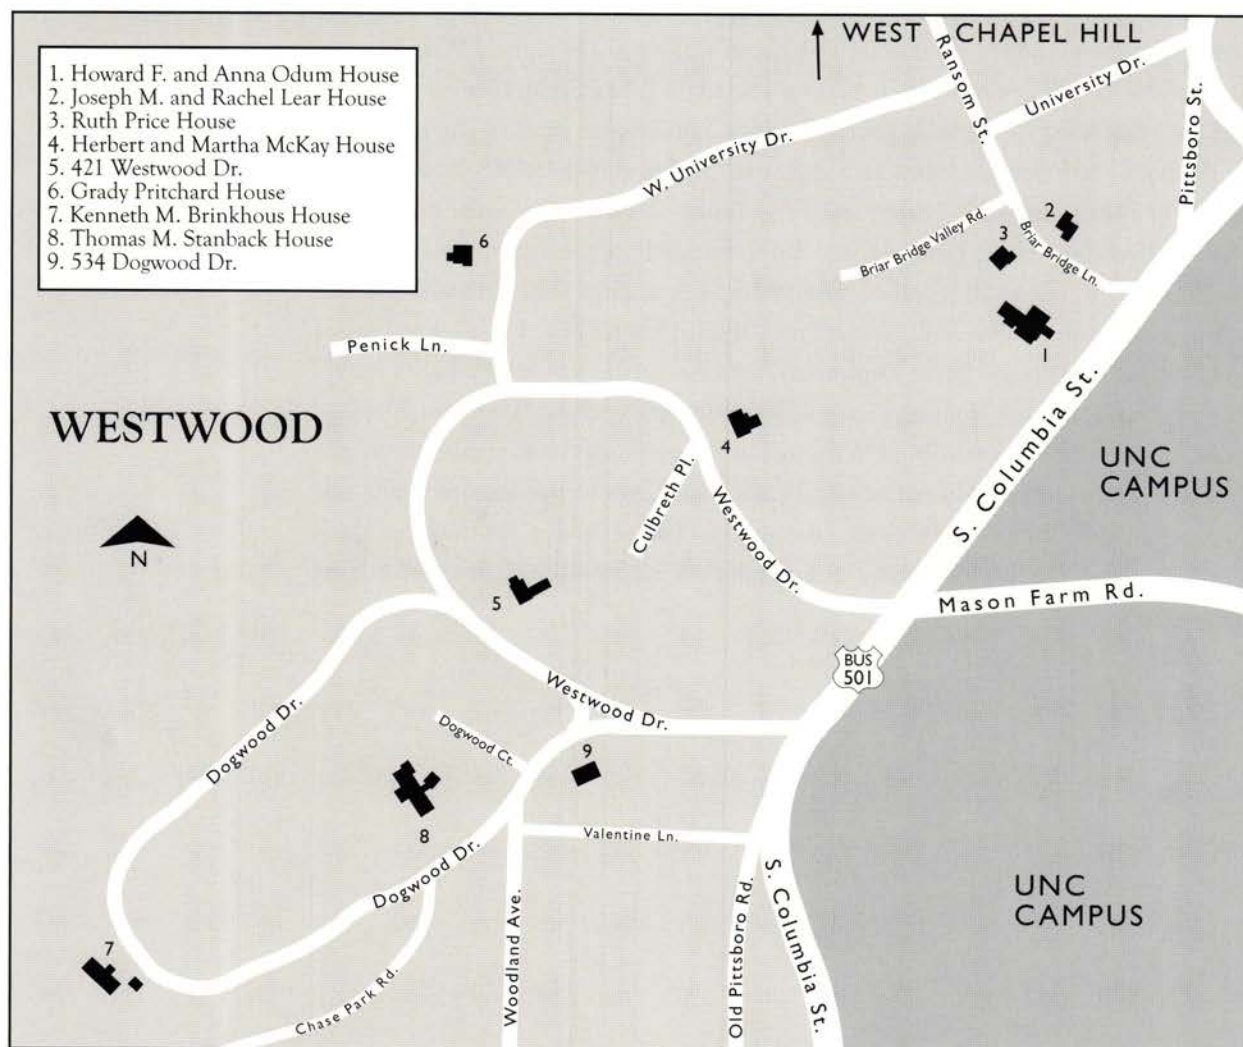 WEST CHAPEL HILL
1. Howard F. and Anna Odum House
2. Joseph M. and Rachel Lear House
3. Ruth Price House
4. Herbert and Martha McKay House
5. 421 Westwood Dr.
6. Grady Pritchard House
7. Kenneth M. Brinkhous House
8. Thomas M. Stanback House
9. 534 Dogwood Dr.
Ransom St.
University Dr.
Pittsboro St.
W. University Dr.
Briar Bridge Valley Rd.
Briar Bridge Ln.
2
3
6
1
Penick Ln.
WESTWOOD
4
Culbreth Pl.
Westwood Dr.
S. Columbia St.
UNC
CAMPUS
N
5
Mason Farm Rd.
BUS
501
Westwood Dr.
Dogwood Dr.
Dogwood Ct.
9
8
Valentine Ln.
Dogwood Dr.
Woodland Ave.
Old Pittsboro Rd.
S. Columbia St.
UNC
CAMPUS
7
Chase Park Rd.